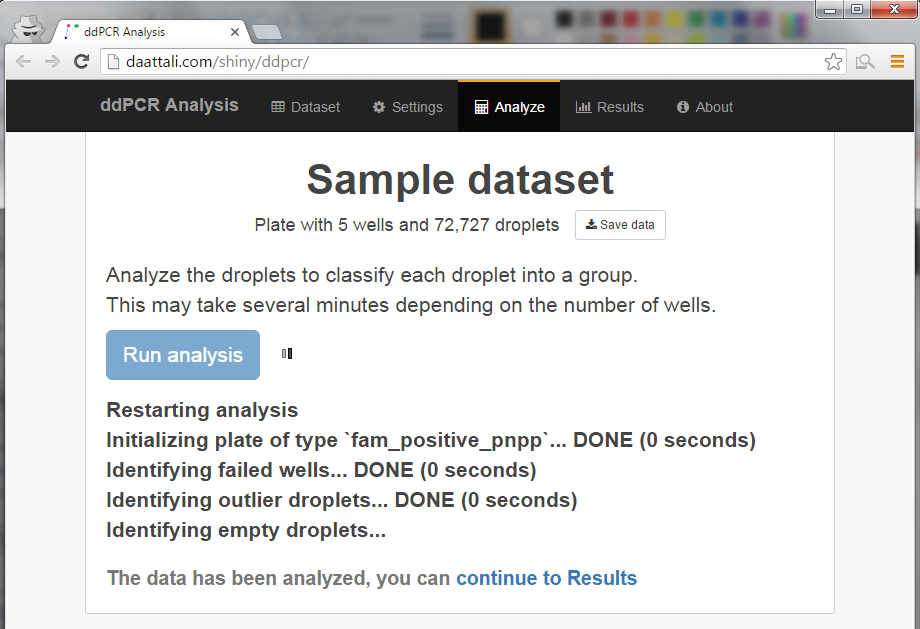 ddPCR Analysis
daattali.com/shiny/ddpcr/
ddPCR Analysis Dataset Settings Analyze Results About
Sample dataset
Plate with 5 wells and 72,727 droplets Save data
Analyze the droplets to classify each droplet into a group.
This may take several minutes depending on the number of wells.
Run analysis
Restarting analysis
Initializing plate of type `fam_positive_pnpp`... DONE (0 seconds)
Identifying failed wells... DONE (0 seconds)
Identifying outlier droplets... DONE (0 seconds)
Identifying empty droplets...
The data has been analyzed, you can continue to Results